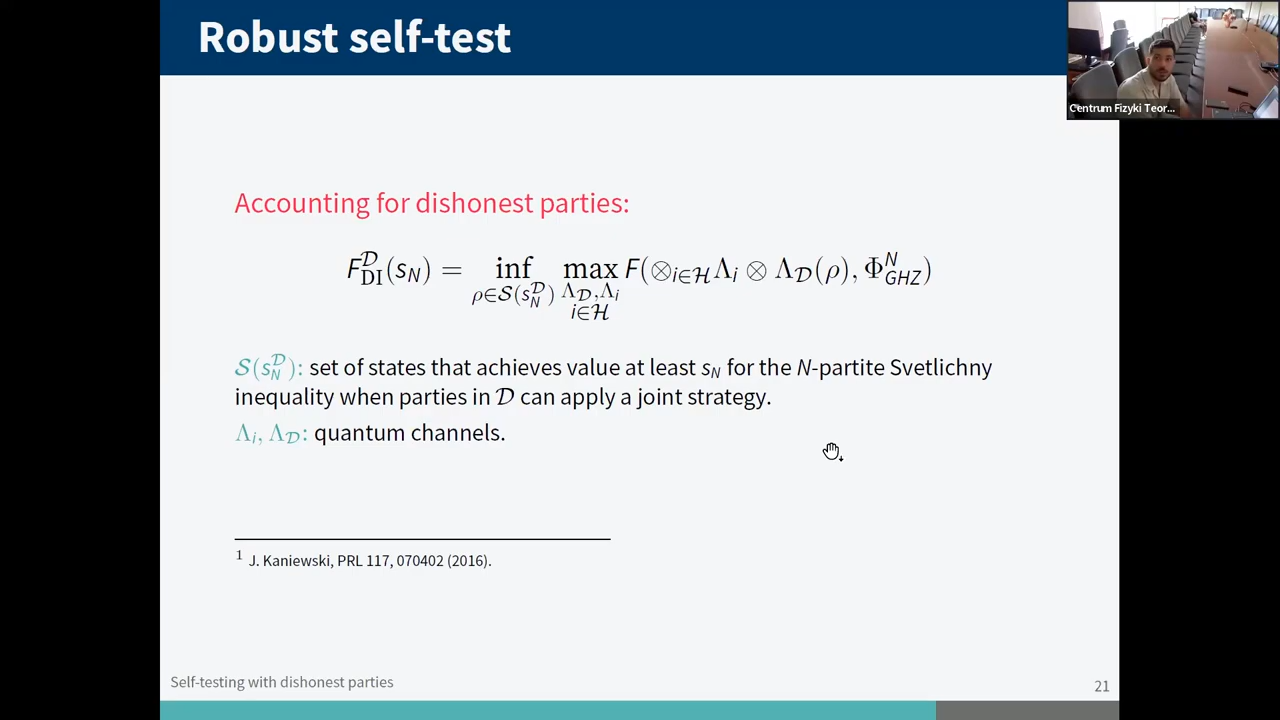 Robust self-test
Centrum Fizyki Teor...
Accounting for dishonest parties:
F_DI^𝒟(s_N) = inf_{ρ∈𝒮(s_N^𝒟)} max_{Λ_𝒟,Λ_i i∈ℋ} F(⊗_{i∈ℋ}Λ_i ⊗ Λ_𝒟(ρ), Φ_GHZ^N)
𝒮(s_N^𝒟): set of states that achieves value at least s_N for the N-partite Svetlichny
inequality when parties in 𝒟 can apply a joint strategy.
Λ_i, Λ_𝒟: quantum channels.
1 J. Kaniewski, PRL 117, 070402 (2016).
Self-testing with dishonest parties
21